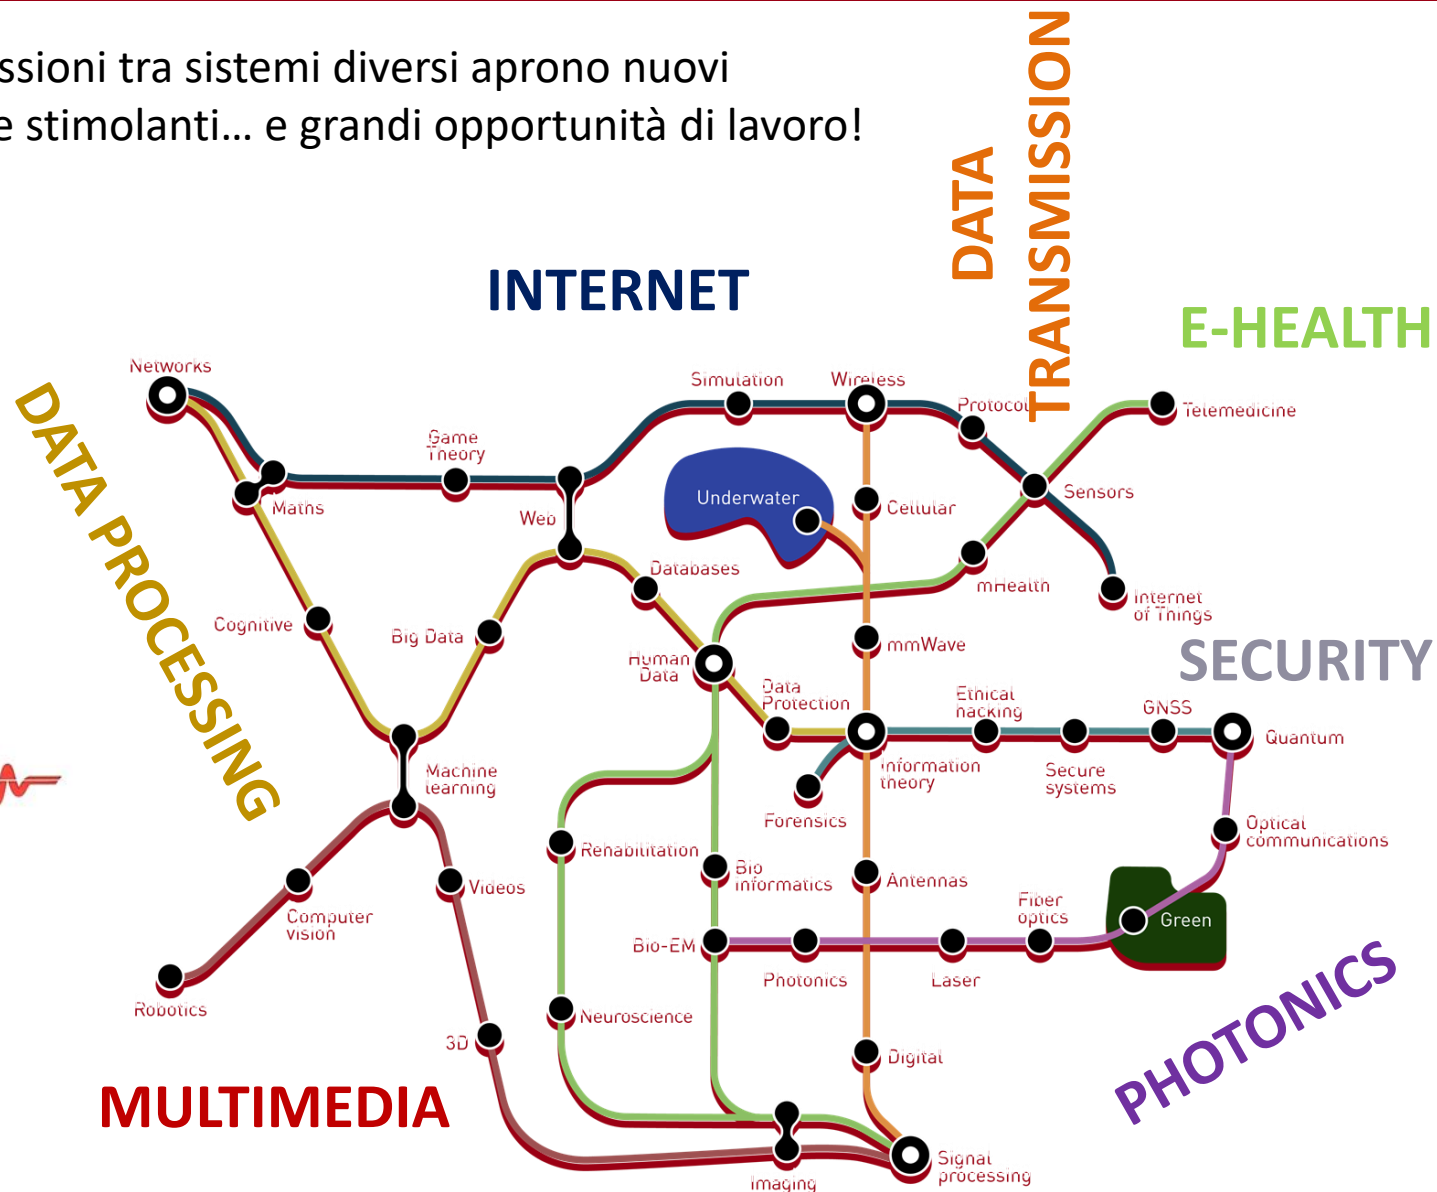 ssioni tra sistemi diversi aprono nuovi
e stimolanti… e grandi opportunità di lavoro!
DATA
TRANSMISSION
INTERNET
E-HEALTH
Networks
Simulation
Wireless
Protocol
Telemedicine
DATA PROCESSING
Game
Theory
Maths
Web
Underwater
Cellular
Sensors
Databases
mHealth
Internet
of Things
Cognitive
Big Data
mmWave
SECURITY
Human
Data
Data
Protection
Ethical
hacking
GNSS
Quantum
Machine
learning
Information
theory
Secure
systems
Forensics
Optical
communications
Rehabilitation
Bio
informatics
Antennas
Videos
Computer
vision
Fiber
optics
Green
Bio-EM
Photonics
Laser
Robotics
Neuroscience
3D
Digital
PHOTONICS
MULTIMEDIA
Signal
processing
Imaging